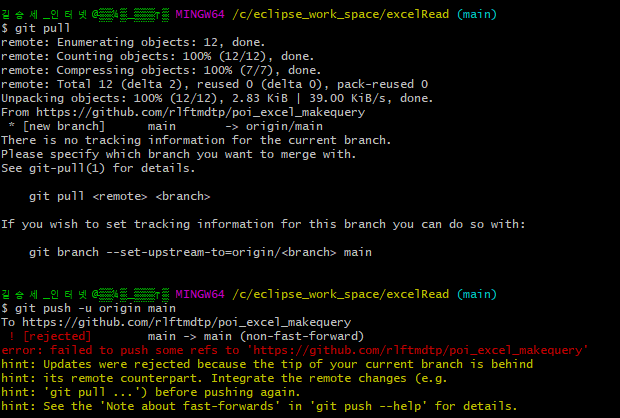 길 승 세 _인 터 넷 @ MINGW64 /c/eclipse_work_space/excelRead (main)
$ git pull
remote: Enumerating objects: 12, done.
remote: Counting objects: 100% (12/12), done.
remote: Compressing objects: 100% (7/7), done.
remote: Total 12 (delta 2), reused 0 (delta 0), pack-reused 0
Unpacking objects: 100% (12/12), 2.83 KiB | 39.00 KiB/s, done.
From https://github.com/rlftmdtp/poi_excel_makequery
 * [new branch]      main       -> origin/main
There is no tracking information for the current branch.
Please specify which branch you want to merge with.
See git-pull(1) for details.
    git pull <remote> <branch>
If you wish to set tracking information for this branch you can do so with:
    git branch --set-upstream-to=origin/<branch> main
길 승 세 _인 터 넷 @ MINGW64 /c/eclipse_work_space/excelRead (main)
$ git push -u origin main
To https://github.com/rlftmdtp/poi_excel_makequery
 ! [rejected]        main -> main (non-fast-forward)
error: failed to push some refs to 'https://github.com/rlftmdtp/poi_excel_makequery'
hint: Updates were rejected because the tip of your current branch is behind
hint: its remote counterpart. Integrate the remote changes (e.g.
hint: 'git pull ...') before pushing again.
hint: See the 'Note about fast-forwards' in 'git push --help' for details.